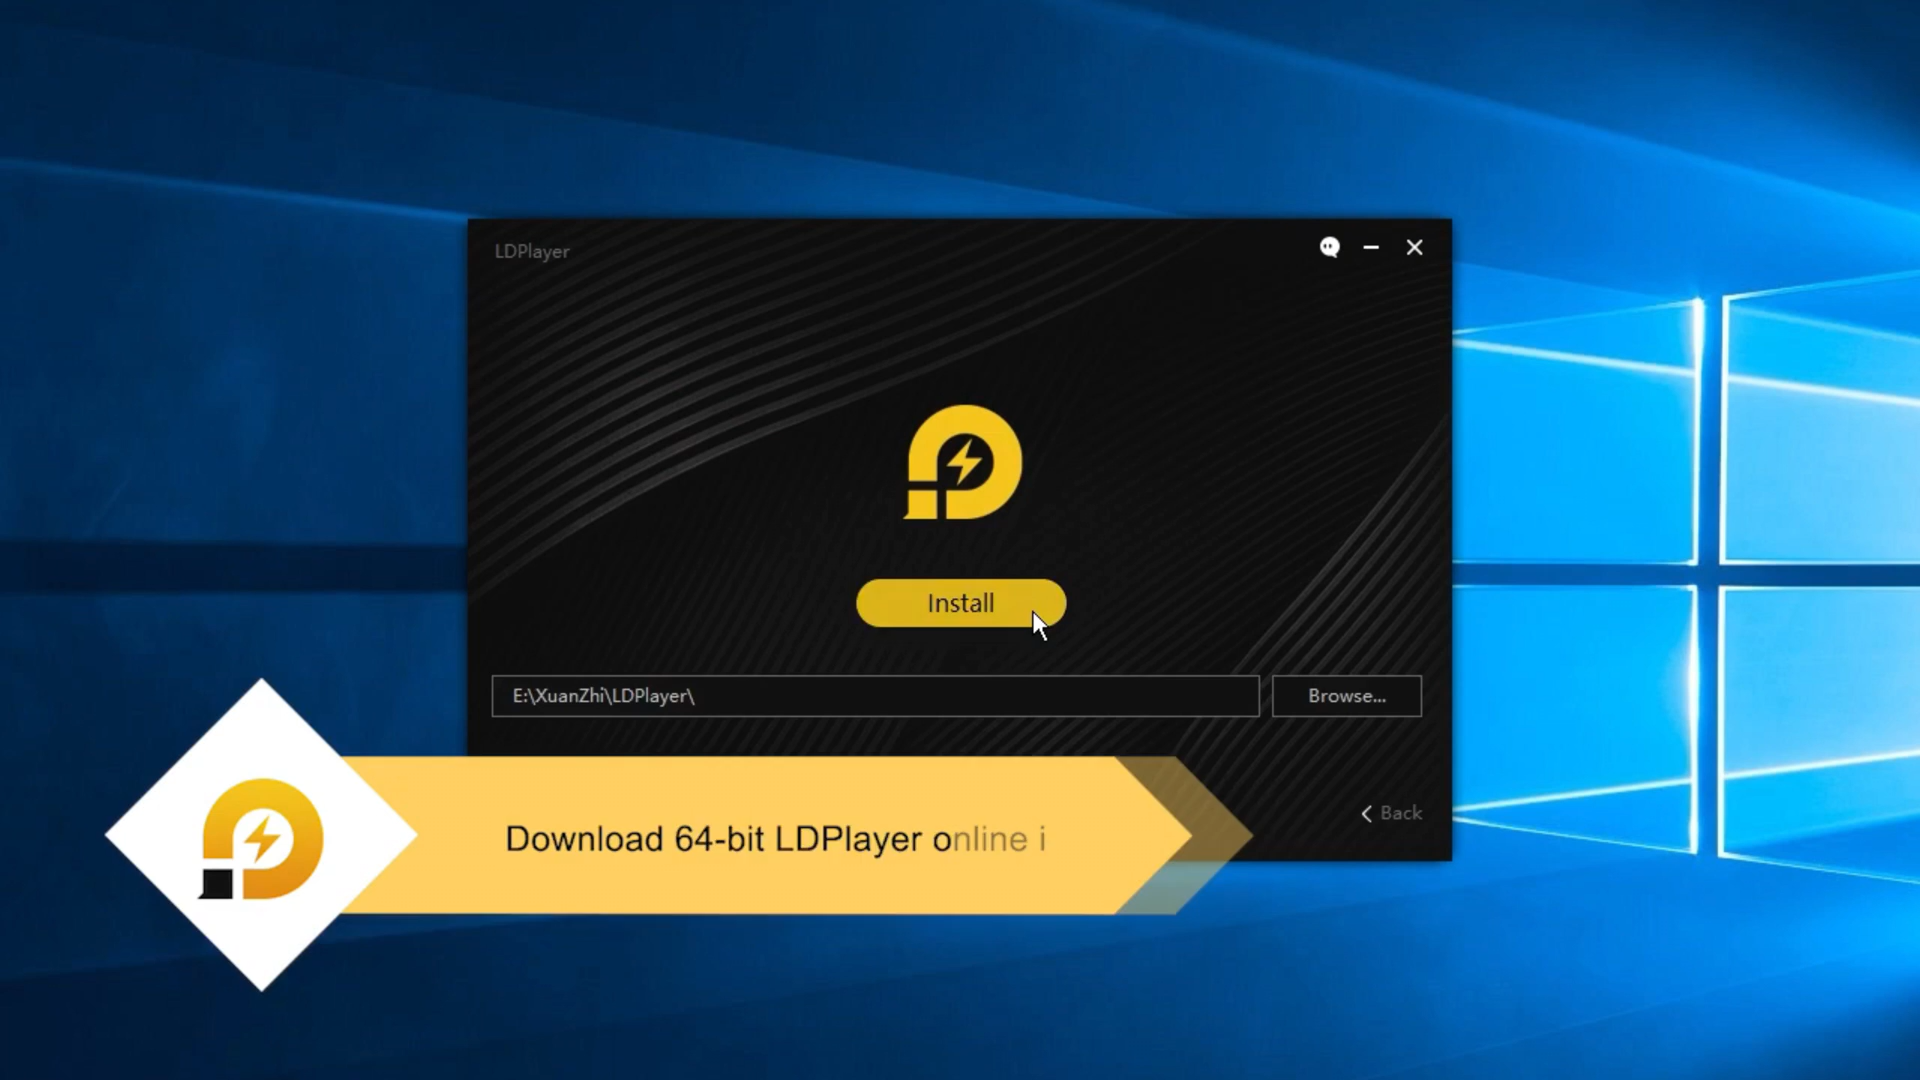 LDPlayer
Install
E:\XuanZhi\LDPlayer\
Browse...
Back
Download 64-bit LDPlayer online i